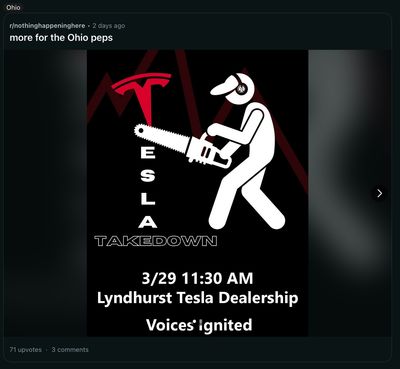 Ohio
r/nothinghappeninghere • 2 days ago
more for the Ohio peps
TESLA
TAKEDOWN
3/29 11:30 AM
Lyndhurst Tesla Dealership
Voices ignited
71 upvotes · 3 comments